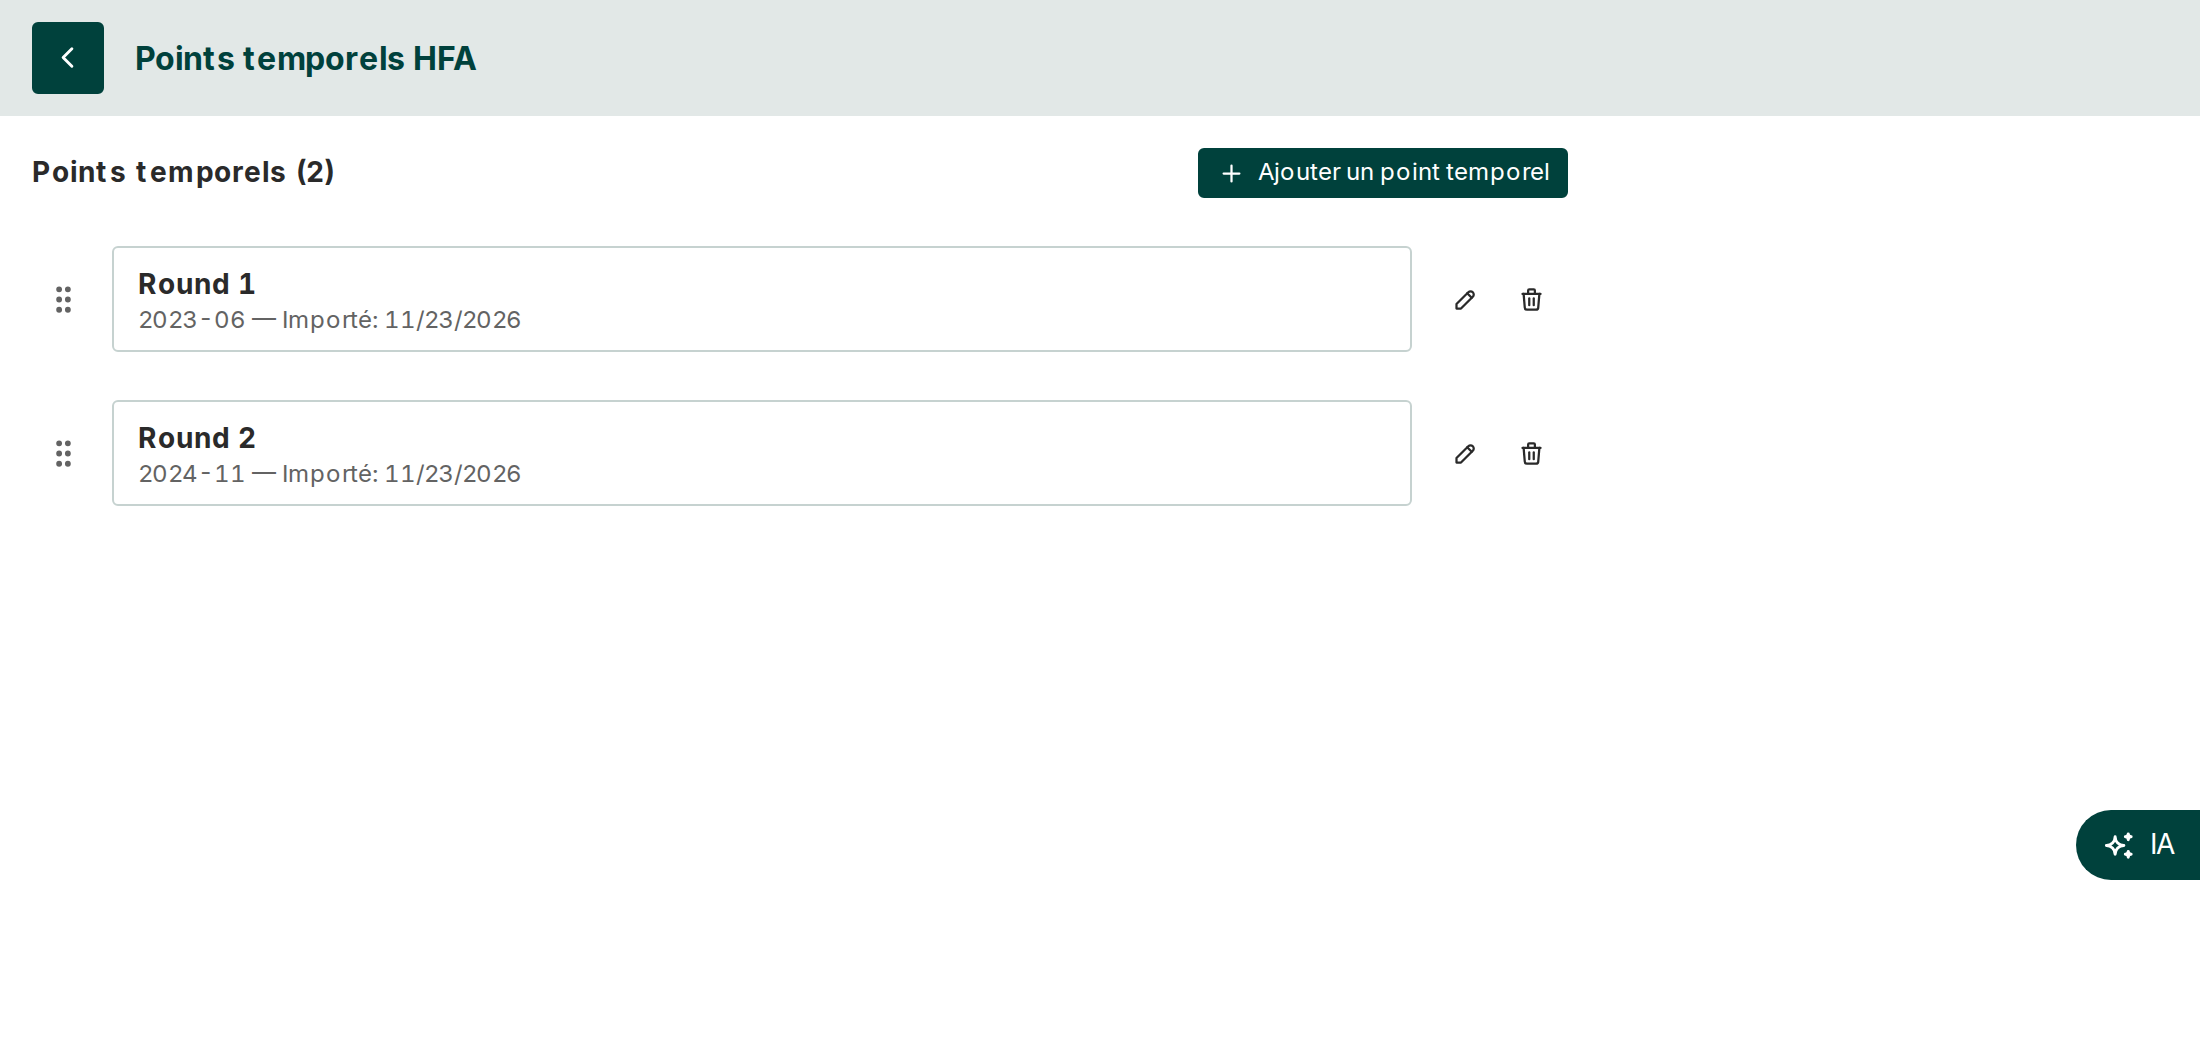 Points temporels HFA
Points temporels (2)
Ajouter un point temporel
Round 1
2023-06 — Importé: 11/23/2026
Round 2
2024-11 — Importé: 11/23/2026
IA